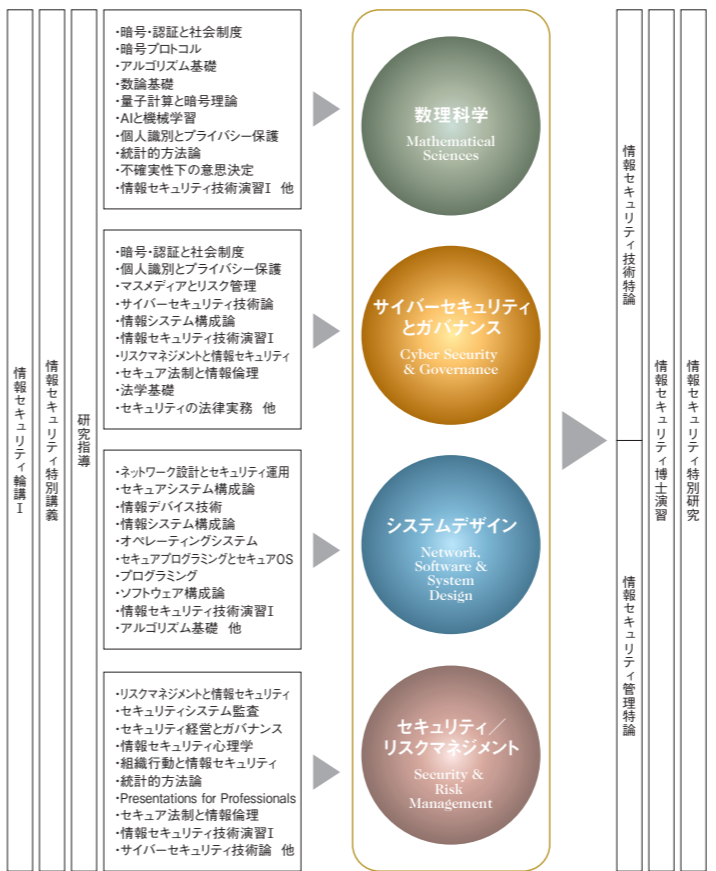 情報セキュリティ輪講Ⅰ
情報セキュリティ特別講義
研究指導
・暗号・認証と社会制度
・暗号プロトコル
・アルゴリズム基礎
・数論基礎
・量子計算と暗号理論
・AIと機械学習
・個人識別とプライバシー保護
・統計的方法論
・不確実性下の意思決定
・情報セキュリティ技術演習Ⅰ 他
数理科学
Mathematical
Sciences
・暗号・認証と社会制度
・個人識別とプライバシー保護
・マスメディアとリスク管理
・サイバーセキュリティ技術論
・情報システム構成論
・情報セキュリティ技術演習Ⅰ
・リスクマネジメントと情報セキュリティ
・セキュア法制と情報倫理
・法学基礎
・セキュリティの法律実務 他
サイバーセキュリティ
とガバナンス
Cyber Security
& Governance
・ネットワーク設計とセキュリティ運用
・セキュアシステム構成論
・情報デバイス技術
・情報システム構成論
・オペレーティングシステム
・セキュアプログラミングとセキュアOS
・プログラミング
・ソフトウェア構成論
・情報セキュリティ技術演習Ⅰ
・アルゴリズム基礎 他
システムデザイン
Network,
Software &
System
Design
・リスクマネジメントと情報セキュリティ
・セキュリティシステム監査
・セキュリティ経営とガバナンス
・情報セキュリティ心理学
・組織行動と情報セキュリティ
・統計的方法論
・Presentations for Professionals
・セキュア法制と情報倫理
・情報セキュリティ技術演習Ⅰ
・サイバーセキュリティ技術論 他
セキュリティ／
リスクマネジメント
Security &
Risk
Management
情報セキュリティ技術特論
情報セキュリティ管理特論
情報セキュリティ博士演習
情報セキュリティ特別研究